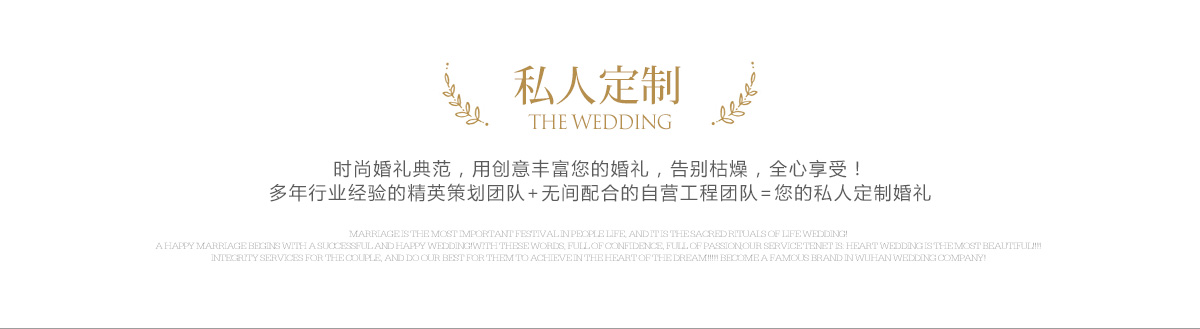 私人定制
THE WEDDING
时尚婚礼典范，用创意丰富您的婚礼，告别枯燥，全心享受！
多年行业经验的精英策划团队+无间配合的自营工程团队=您的私人定制婚礼
MARRIAGE IS THE MOST IMPORTANT FESTIVAL IN PEOPLE LIFE, AND IT IS THE SACRED RITUALS OF LIFE WEDDING!
A HAPPY MARRIAGE BEGINS WITH A SUCCESSFUL AND HAPPY WEDDING!WITH THESE WORDS, FULL OF CONFIDENCE, FULL OF PASSION,OUR SERVICE TENET IS: HEART WEDDING IS THE MOST BEAUTIFUL!!!!
INTEGRITY SERVICES FOR THE COUPLE, AND DO OUR BEST FOR THEM TO ACHIEVE IN THE HEART OF THE DREAM!!!!!! BECOME A FAMOUS BRAND IN WUHAN WEDDING COMPANY!